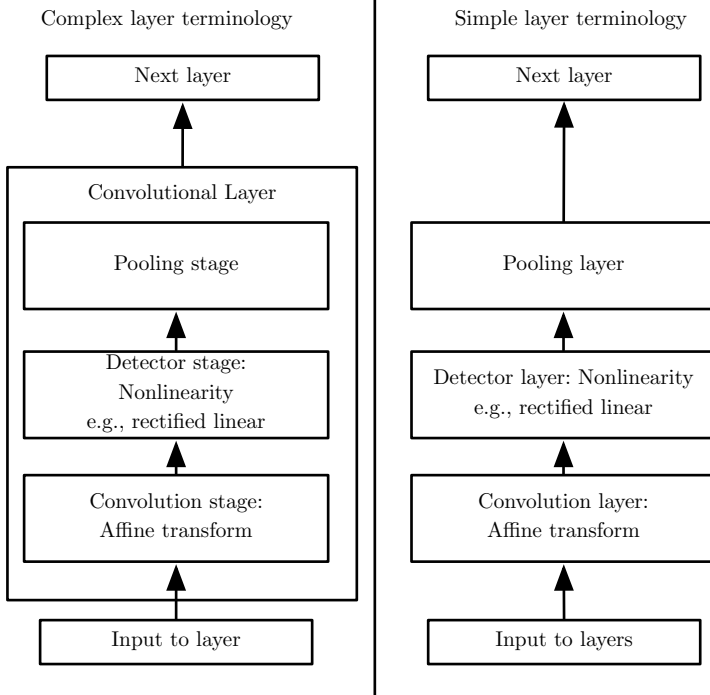 Complex layer terminology
Next layer
Convolutional Layer
Pooling stage
Detector stage:
Nonlinearity
e.g., rectified linear
Convolution stage:
Affine transform
Input to layer
Simple layer terminology
Next layer
Pooling layer
Detector layer: Nonlinearity
e.g., rectified linear
Convolution layer:
Affine transform
Input to layers